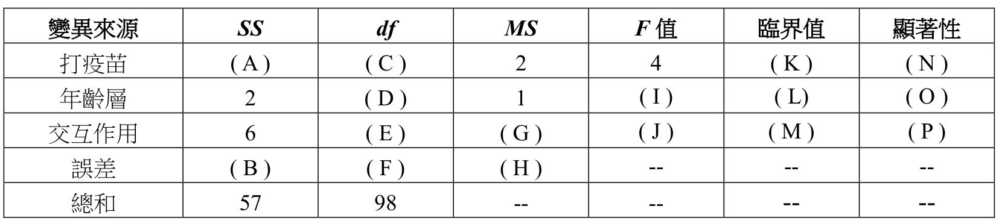 變異來源 SS df MS F 值 臨界值 顯著性
打疫苗 ( A ) ( C ) 2 4 ( K ) ( N )
年齡層 2 ( D ) 1 ( I ) ( L) ( O )
交互作用 6 ( E ) ( G ) ( J ) ( M ) ( P )
誤差 ( B ) ( F ) ( H ) -- -- --
總和 57 98 -- -- -- --